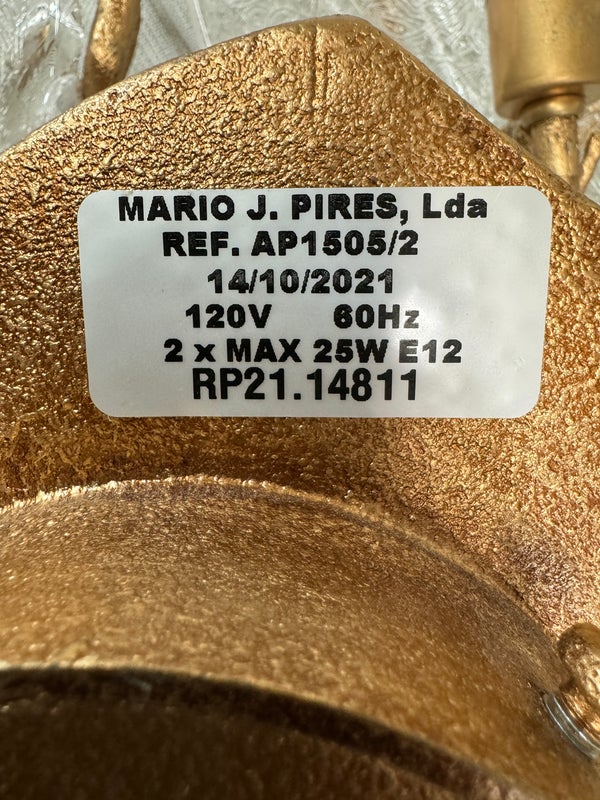 MARIO J. PIRES, Lda
REF. AP1505/2
14/10/2021
120V 60Hz
2 x MAX 25W E12
RP21.14811